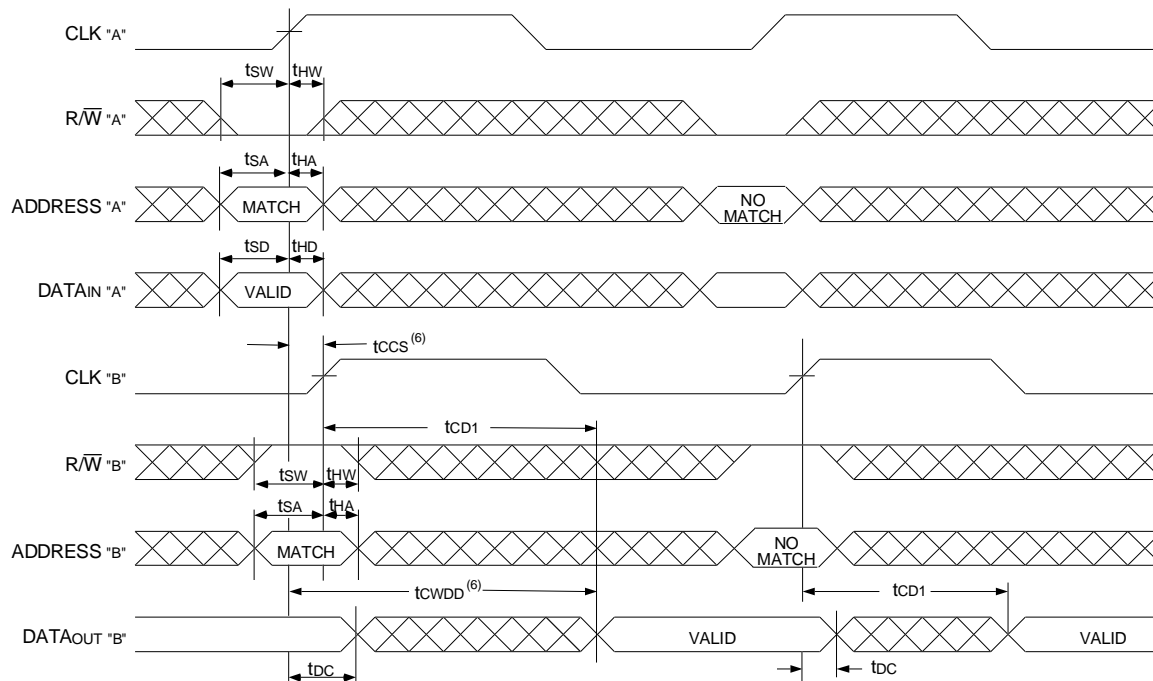 CLK "A"
tSW tHW
R/W̅ "A"
tSA tHA
ADDRESS "A" MATCH NO MATCH
tSD tHD
DATAIN "A" VALID
tCCS (6)
CLK "B"
tCD1
R/W̅ "B"
tSW tHW
tSA tHA
ADDRESS "B" MATCH NO MATCH
tCWDD (6) tCD1
DATAOUT "B" VALID VALID
tDC tDC